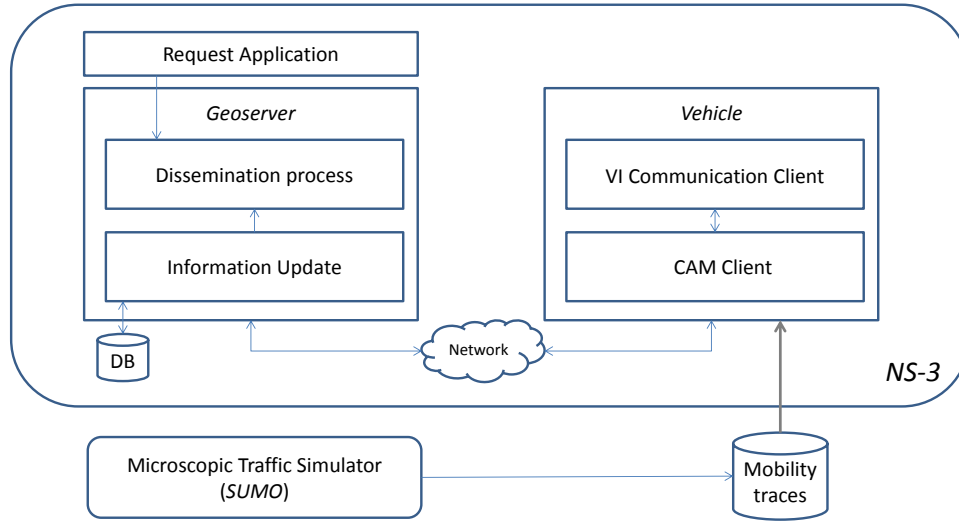 Request Application
Geoserver
Dissemination process
Information Update
DB
Vehicle
VI Communication Client
CAM Client
Network
NS-3
Microscopic Traffic Simulator
(SUMO)
Mobility
traces